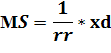 MS = 1/rr * xd